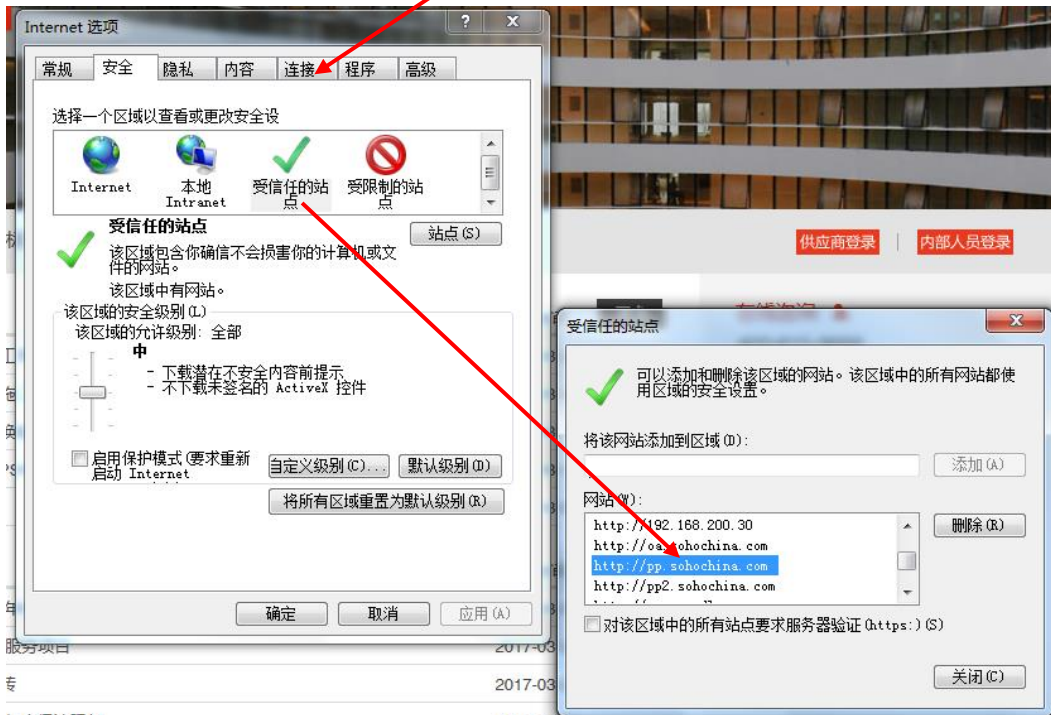 Internet 选项
常规 安全 隐私 内容 连接 程序 高级
选择一个区域以查看或更改安全设
Internet
本地
Intranet
受信任的站
点
受限制的站
点
受信任的站点
站点(S)
该区域包含你确信不会损害你的计算机或文
件的网站。
该区域中有网站。
该区域的安全级别(L)
该区域的允许级别: 全部
中
- 下载潜在不安全内容前提示
- 不下载未签名的 ActiveX 控件
启用保护模式(要求重新
启动 Internet
自定义级别(C)...
默认级别(D)
将所有区域重置为默认级别(R)
确定
取消
应用(A)
服务项目
2017-03
2017-03
供应商登录 | 内部人员登录
受信任的站点
可以添加和删除该区域的网站。该区域中的所有网站都使
用区域的安全设置。
将该网站添加到区域(D):
添加(A)
网站(W):
http://192.168.200.30
http://oa.sohochina.com
http://pp.sohochina.com
http://pp2.sohochina.com
删除(R)
对该区域中的所有站点要求服务器验证(https:)(S)
关闭(C)